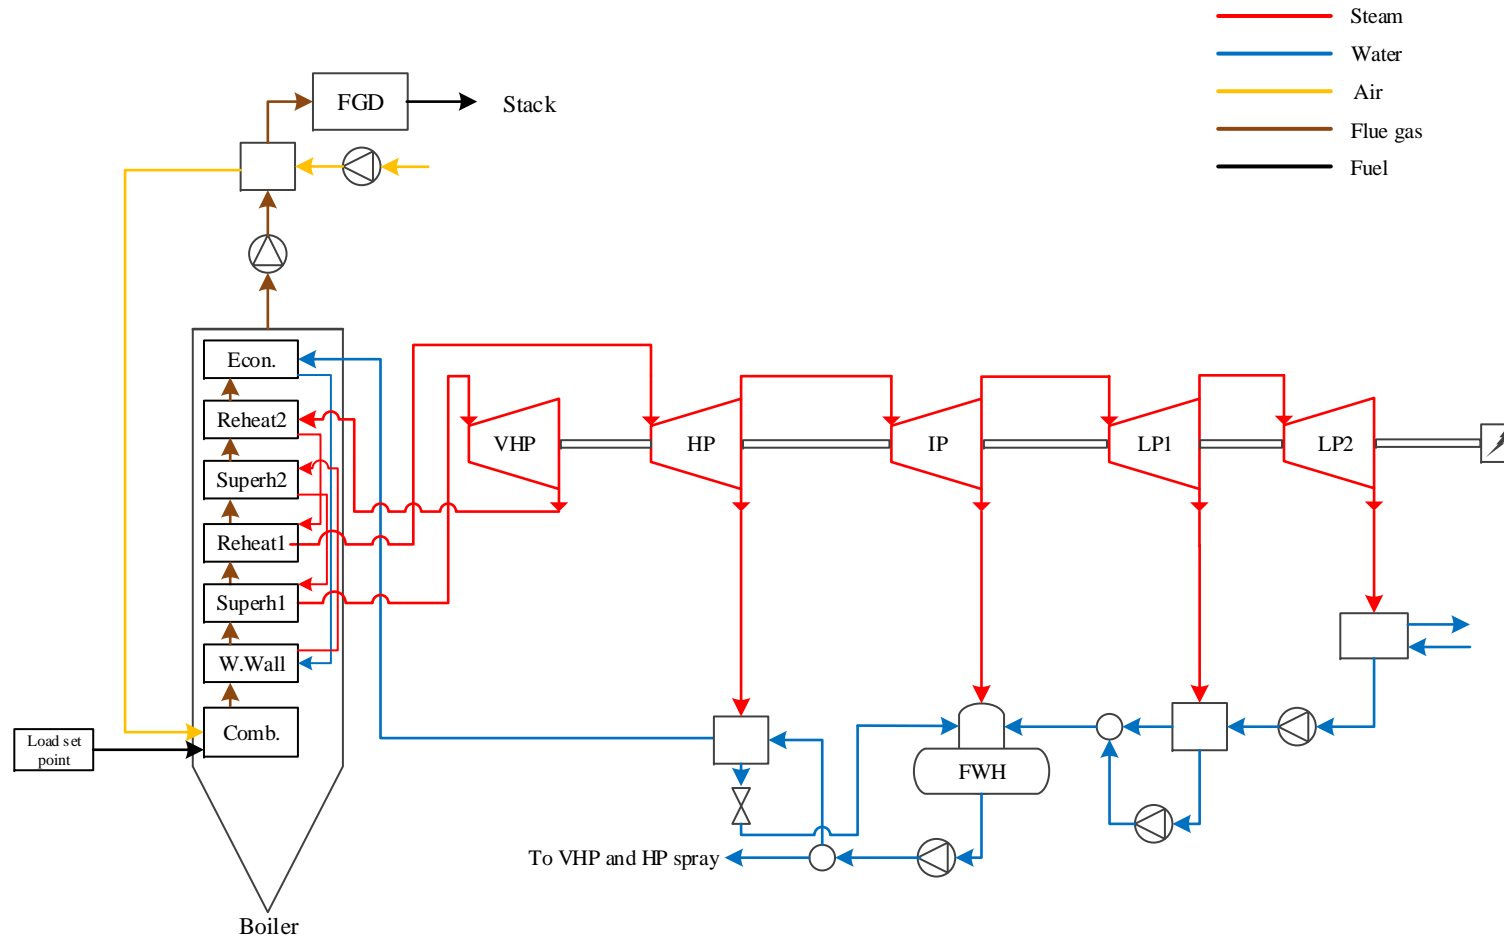 Steam
Water
Air
Flue gas
Fuel
FGD
Stack
Econ.
Reheat2
Superh2
Reheat1
Superh1
W.Wall
Comb.
Load set
point
Boiler
VHP
HP
IP
LP1
LP2
FWH
To VHP and HP spray